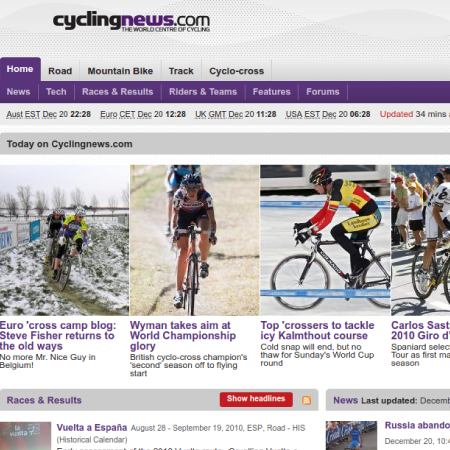 cyclingnews.com
THE WORLD CENTRE OF CYCLING
Home Road Mountain Bike Track Cyclo-cross
News Tech Races & Results Riders & Teams Features Forums
Aust EST Dec 20 22:28 Euro CET Dec 20 12:28 UK GMT Dec 20 11:28 USA EST Dec 20 06:28 Updated 34 mins a
Today on Cyclingnews.com
Euro 'cross camp blog:
Steve Fisher returns to
the old ways
No more Mr. Nice Guy in
Belgium!
Wyman takes aim at
World Championship
glory
British cyclo-cross champion's
'second' season off to flying
start
Top 'crossers to tackle
icy Kalmthout course
Cold snap will end, but no
thaw for Sunday's World Cup
round
Carlos Sast
2010 Giro d'
Spaniard selec
Tour as first ma
season
Races & Results Show headlines
News Last updated: Decem
Vuelta a España August 28 - September 19, 2010, ESP, Road - HIS
(Historical Calendar)
Russia abando
December 20, 10:4